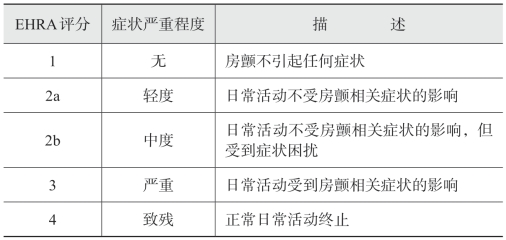 EHRA评分 症状严重程度 描 述
1 无 房颤不引起任何症状
2a 轻度 日常活动不受房颤相关症状的影响
2b 中度 日常活动不受房颤相关症状的影响，但
受到症状困扰
3 严重 日常活动受到房颤相关症状的影响
4 致残 正常日常活动终止